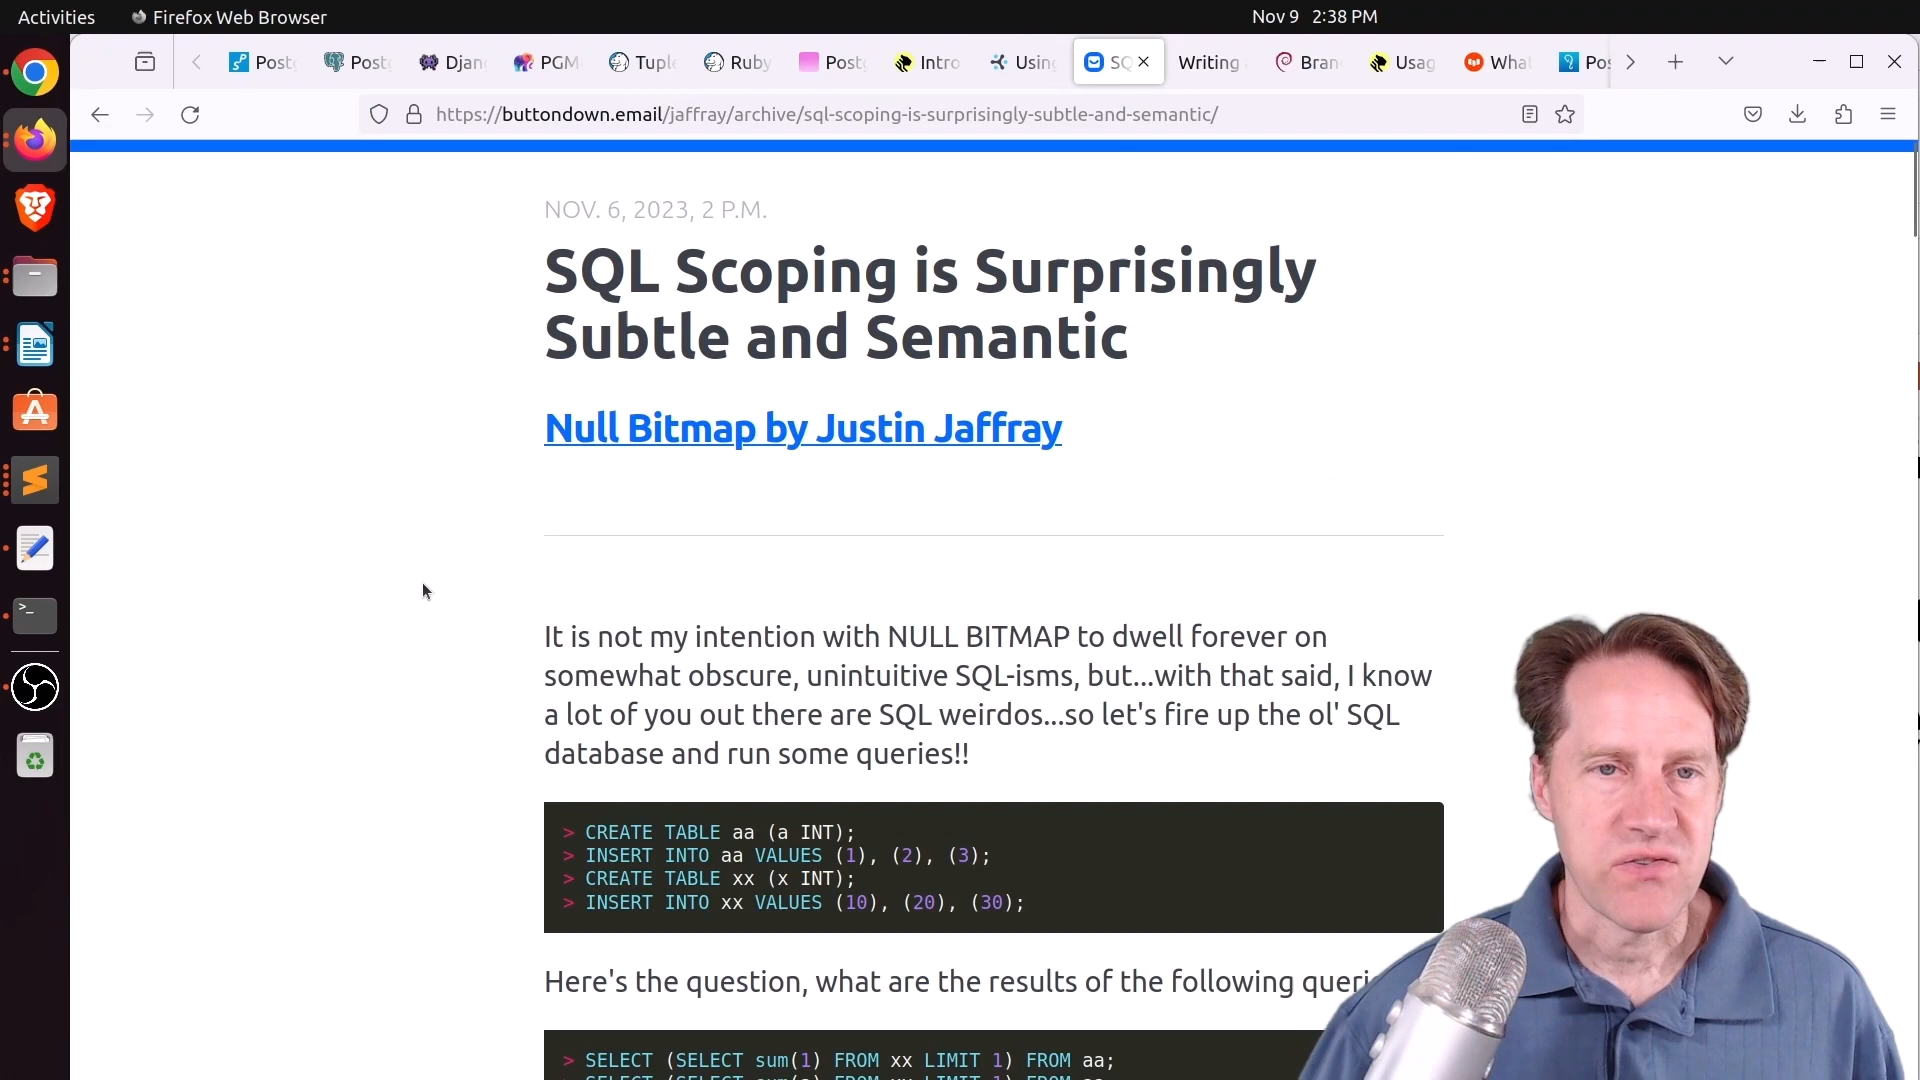 Activities
Firefox Web Browser
Nov 9 2:38 PM
Post
Post
Djan
PGM
Tuple
Ruby
Post
Intro
Using
SQ
Writing
Bran
Usag
What
Pos
https://buttondown.email/jaffray/archive/sql-scoping-is-surprisingly-subtle-and-semantic/
NOV. 6, 2023, 2 P.M.
SQL Scoping is Surprisingly
Subtle and Semantic
Null Bitmap by Justin Jaffray
It is not my intention with NULL BITMAP to dwell forever on
somewhat obscure, unintuitive SQL-isms, but...with that said, I know
a lot of you out there are SQL weirdos...so let's fire up the ol' SQL
database and run some queries!!
> CREATE TABLE aa (a INT);
> INSERT INTO aa VALUES (1), (2), (3);
> CREATE TABLE xx (x INT);
> INSERT INTO xx VALUES (10), (20), (30);
Here's the question, what are the results of the following queri
> SELECT (SELECT sum(1) FROM xx LIMIT 1) FROM aa;